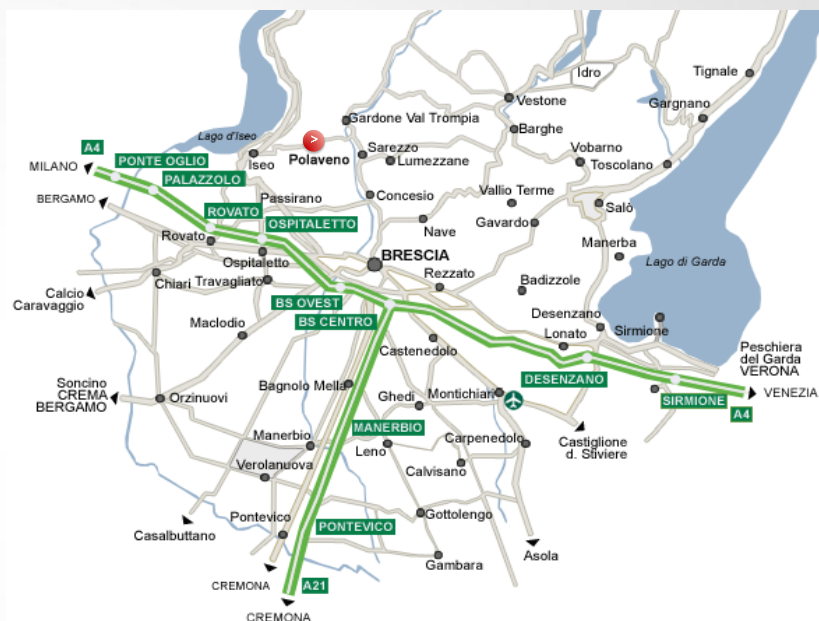 Idro
Tignale
Vestone
Gargnano
Gardone Val Trompia
Lago d'Iseo
Barghe
A4
Sarezzo
Vobarno
PONTE OGLIO
Iseo
Polaveno
Lumezzane
Toscolano
MILANO
PALAZZOLO
BERGAMO
Passirano
Concesio
Vallio Terme
ROVATO
OSPITALETTO
Salò
Nave
Gavardo
Rovato
Manerba
BRESCIA
Ospitaletto
Lago di Garda
Rezzato
Chiari
Travagliato
Badizzole
Calcio
Caravaggio
BS OVEST
BS CENTRO
Desenzano
Sirmione
Maclodio
Lonato
Castenedolo
Peschiera
del Garda
VERONA
Soncino
CREMA
BERGAMO
Bagnolo Mella
DESENZANO
Orzinuovi
Ghedi
Montichiari
VENEZIA
SIRMIONE
A4
MANERBIO
Manerbio
Carpenedolo
Castiglione
d. Stiviere
Leno
Verolanuova
Calvisano
Pontevico
Gottolengo
PONTEVICO
Casalbuttano
Asola
Gambara
CREMONA
A21
CREMONA